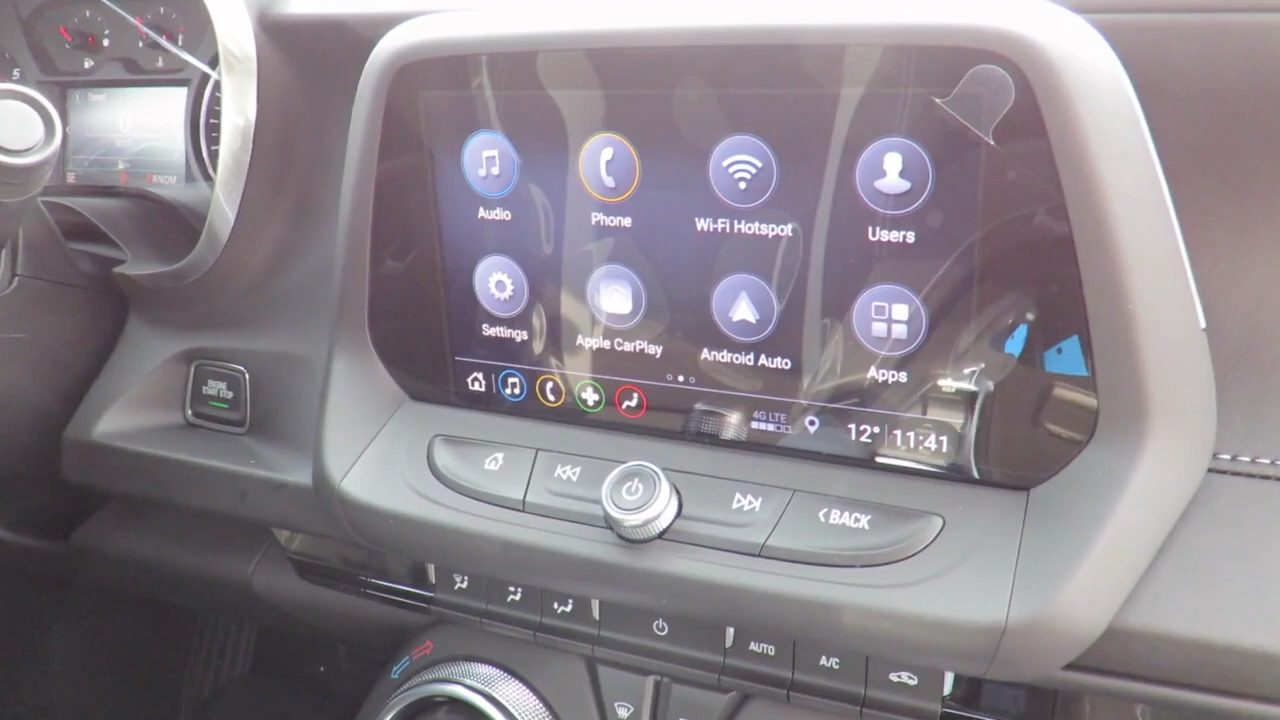 5
Audio
Phone
Wi-Fi Hotspot
Users
Settings
Apple CarPlay
Android Auto
Apps
4G LTE
12° 11:41
ENGINE
START STOP
BACK
AUTO
A/C